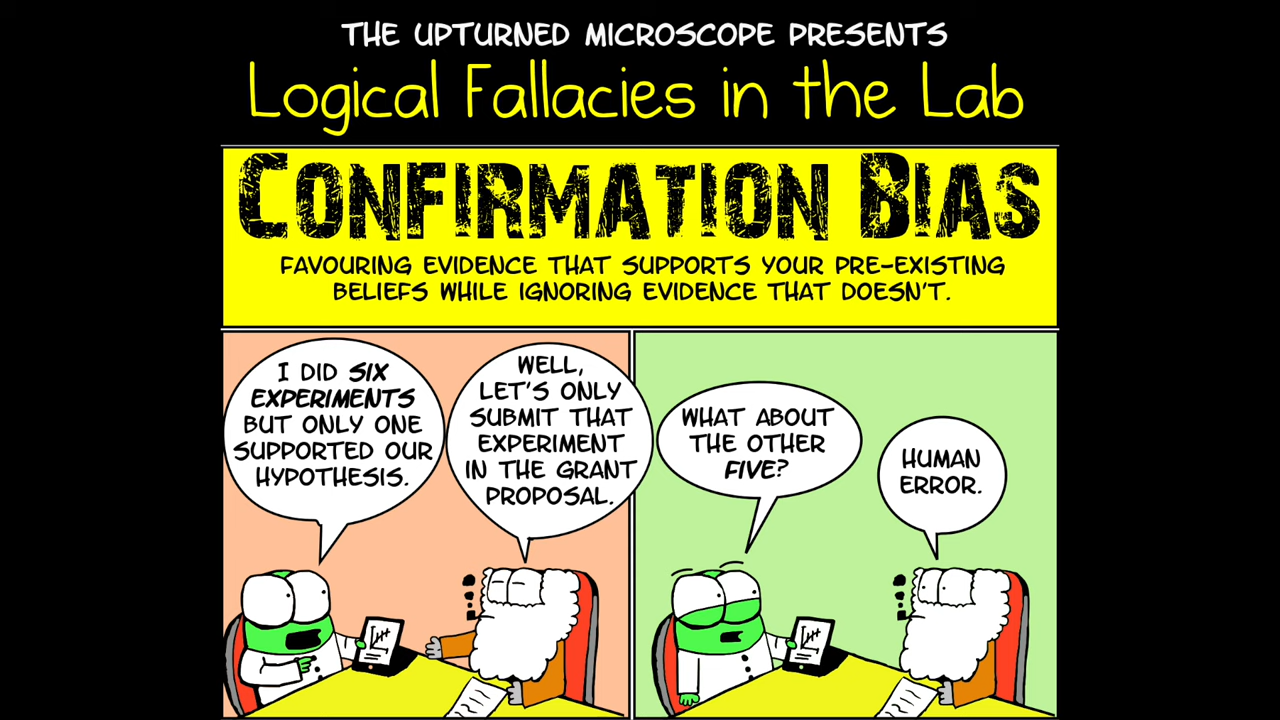 THE UPTURNED MICROSCOPE PRESENTS
Logical Fallacies in the Lab
CONFIRMATION BIAS
FAVOURING EVIDENCE THAT SUPPORTS YOUR PRE-EXISTING
BELIEFS WHILE IGNORING EVIDENCE THAT DOESN'T.
I DID SIX
EXPERIMENTS
BUT ONLY ONE
SUPPORTED OUR
HYPOTHESIS.
WELL,
LET'S ONLY
SUBMIT THAT
EXPERIMENT
IN THE GRANT
PROPOSAL.
WHAT ABOUT
THE OTHER
FIVE?
HUMAN
ERROR.